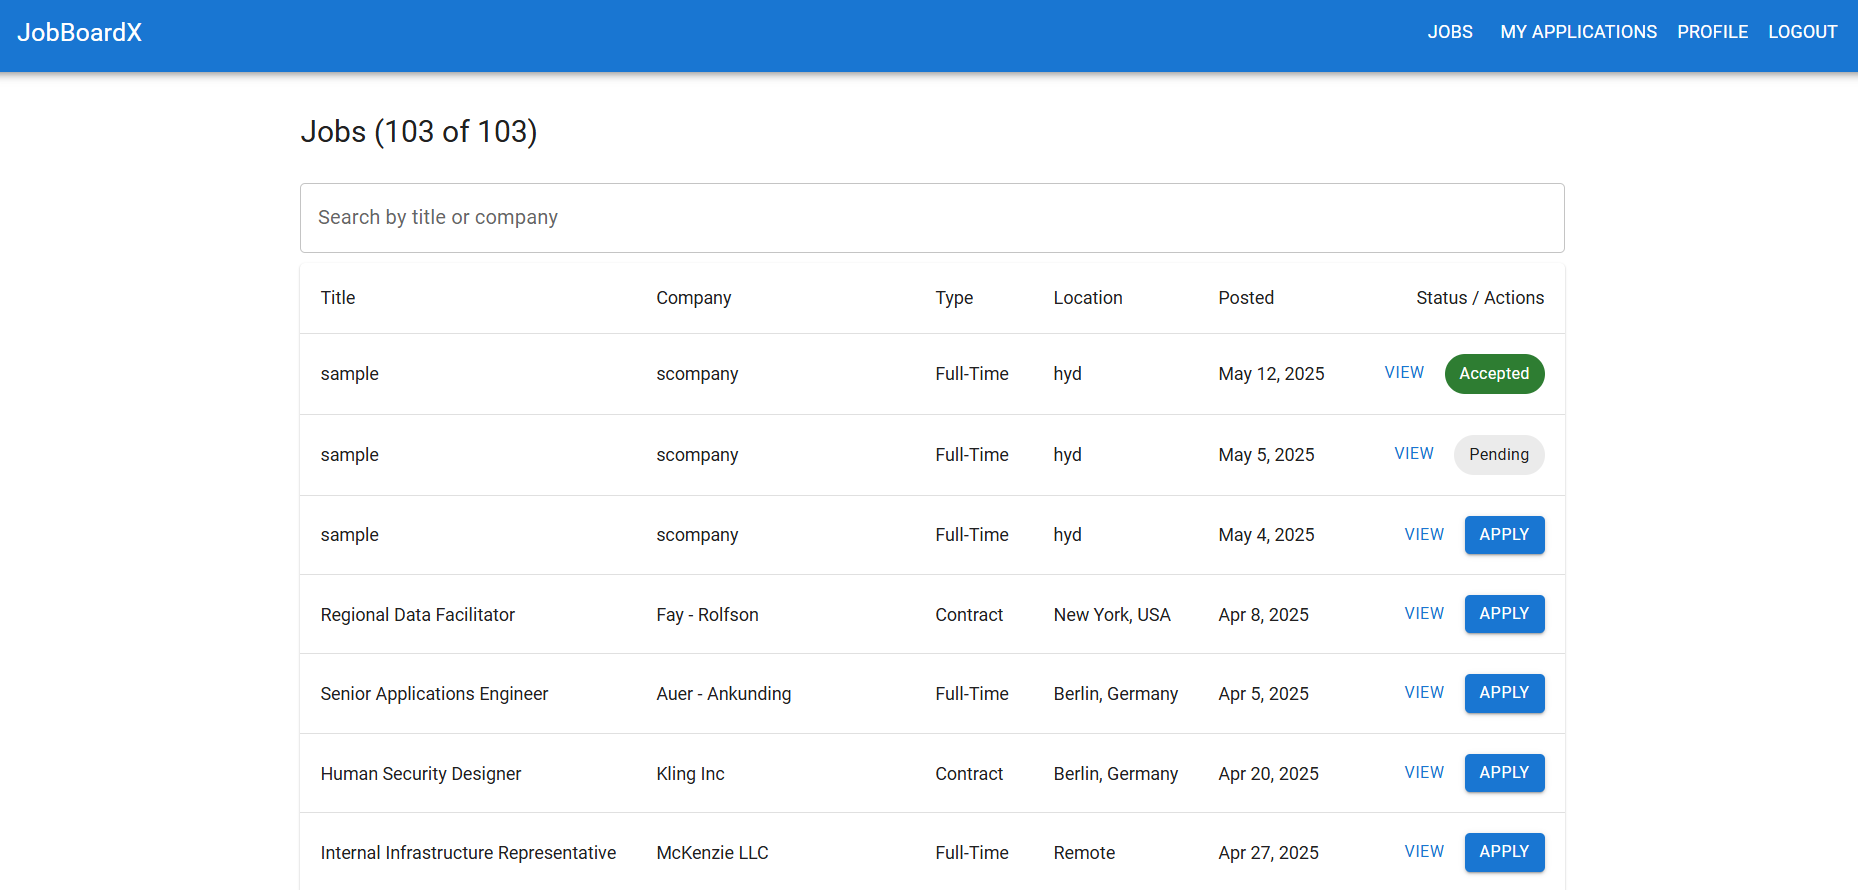 JobBoardX JOBS MY APPLICATIONS PROFILE LOGOUT
Jobs (103 of 103)
Search by title or company
Title Company Type Location Posted Status / Actions
sample scompany Full-Time hyd May 12, 2025 VIEW Accepted
sample scompany Full-Time hyd May 5, 2025 VIEW Pending
sample scompany Full-Time hyd May 4, 2025 VIEW APPLY
Regional Data Facilitator Fay - Rolfson Contract New York, USA Apr 8, 2025 VIEW APPLY
Senior Applications Engineer Auer - Ankunding Full-Time Berlin, Germany Apr 5, 2025 VIEW APPLY
Human Security Designer Kling Inc Contract Berlin, Germany Apr 20, 2025 VIEW APPLY
Internal Infrastructure Representative McKenzie LLC Full-Time Remote Apr 27, 2025 VIEW APPLY